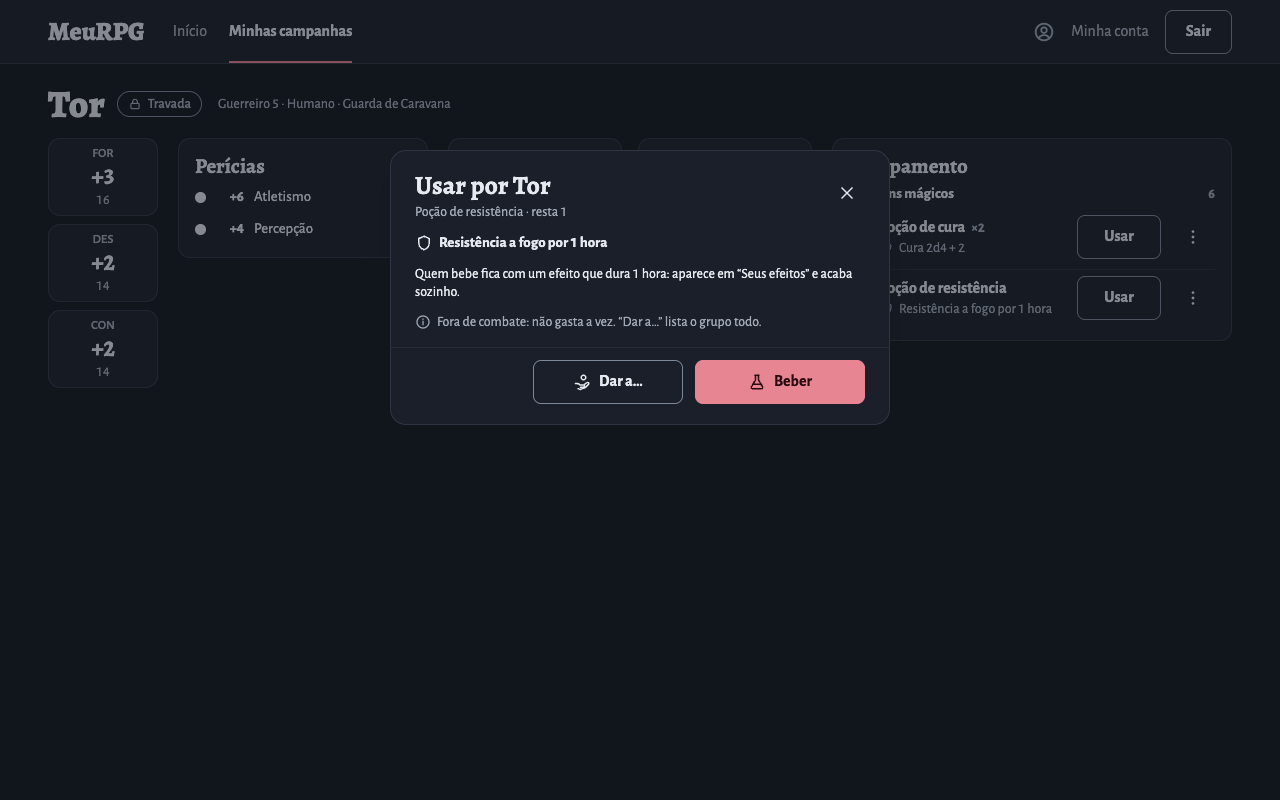 MeuRPG
Início
Minhas campanhas
Minha conta
Sair
Tor
Travada
Guerreiro 5 · Humano · Guarda de Caravana
FOR
+3
16
DES
+2
14
CON
+2
14
Perícias
+6 Atletismo
+4 Percepção
Usar por Tor
Poção de resistência · resta 1
Resistência a fogo por 1 hora
Quem bebe fica com um efeito que dura 1 hora: aparece em “Seus efeitos” e acaba
sozinho.
Fora de combate: não gasta a vez. “Dar a…” lista o grupo todo.
Dar a…
Beber
pamento
ns mágicos
6
oção de cura ×2
Cura 2d4 + 2
Usar
oção de resistência
Resistência a fogo por 1 hora
Usar